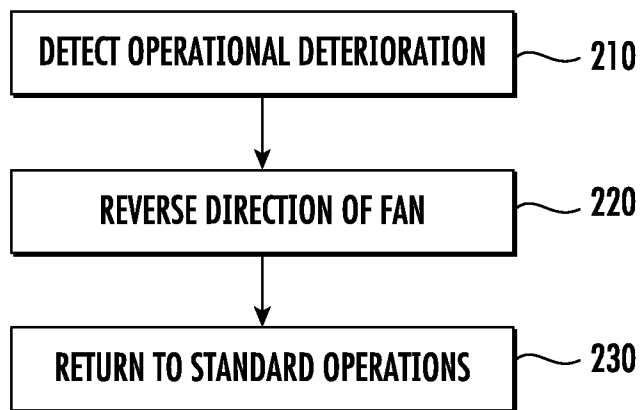 DETECT OPERATIONAL DETERIORATION
210
REVERSE DIRECTION OF FAN
220
RETURN TO STANDARD OPERATIONS
230